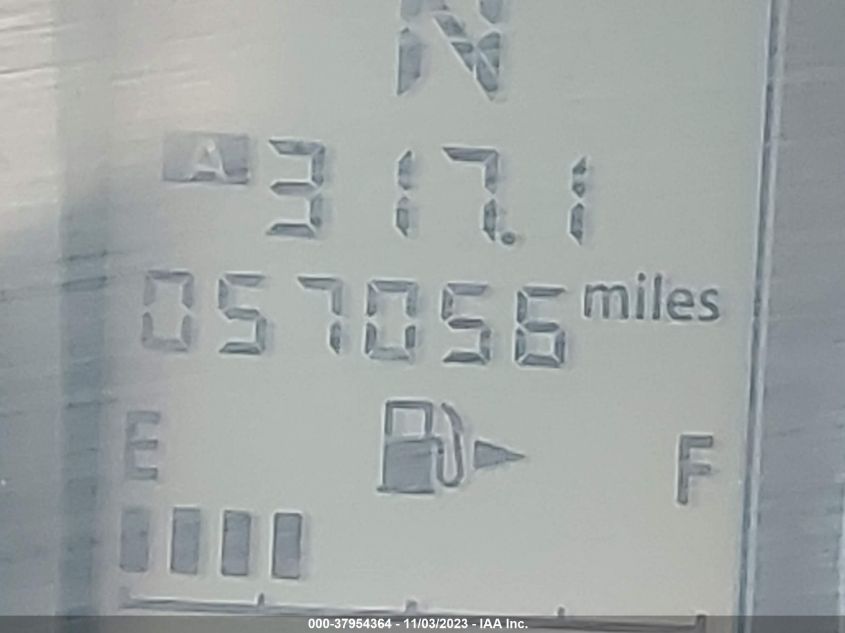 N
A 317.1
057056 miles
E F
000-37954364 - 11/03/2023 - IAA Inc.